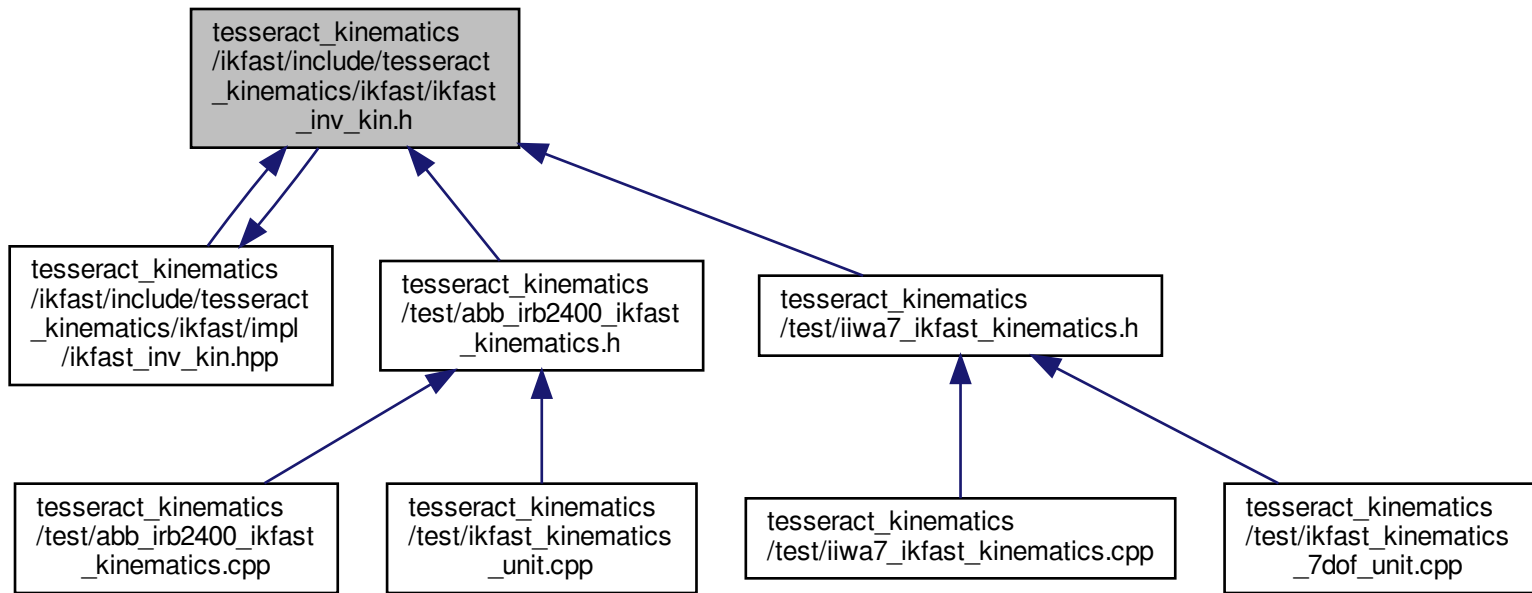 tesseract_kinematics
/ikfast/include/tesseract
_kinematics/ikfast/ikfast
_inv_kin.h
tesseract_kinematics
/ikfast/include/tesseract
_kinematics/ikfast/impl
/ikfast_inv_kin.hpp
tesseract_kinematics
/test/abb_irb2400_ikfast
_kinematics.h
tesseract_kinematics
/test/iiwa7_ikfast_kinematics.h
tesseract_kinematics
/test/abb_irb2400_ikfast
_kinematics.cpp
tesseract_kinematics
/test/ikfast_kinematics
_unit.cpp
tesseract_kinematics
/test/iiwa7_ikfast_kinematics.cpp
tesseract_kinematics
/test/ikfast_kinematics
_7dof_unit.cpp